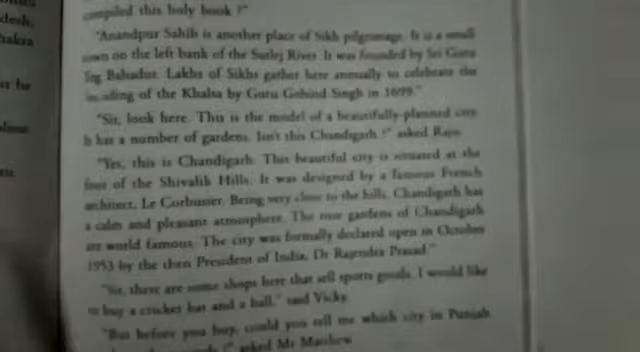 compiled this holy book ?"
"Anandpur Sahib is another place of Sikh pilgrimage. It is a small
town on the left bank of the Sutlej River. It was founded by Sri Guru
Teg Bahadur. Lakhs of Sikhs gather here annually to celebrate the
founding of the Khalsa by Guru Gobind Singh in 1699."
"Sir, look here. This is the model of a beautifully-planned city.
It has a number of gardens. Isn't this Chandigarh ?" asked Raju.
"Yes, this is Chandigarh. This beautiful city is situated at the
foot of the Shivalik Hills. It was designed by a famous French
architect, Le Corbusier. Being very close to the hills, Chandigarh has
a calm and pleasant atmosphere. The rose gardens of Chandigarh
are world famous. The city was formally declared open in October
1953 by the then President of India, Dr Rajendra Prasad."
"Sir, there are some shops here that sell sports goods. I would like
to buy a cricket bat and a ball," said Vicky.
"But before you buy, could you tell me which city in Punjab
asked Mr Matthew